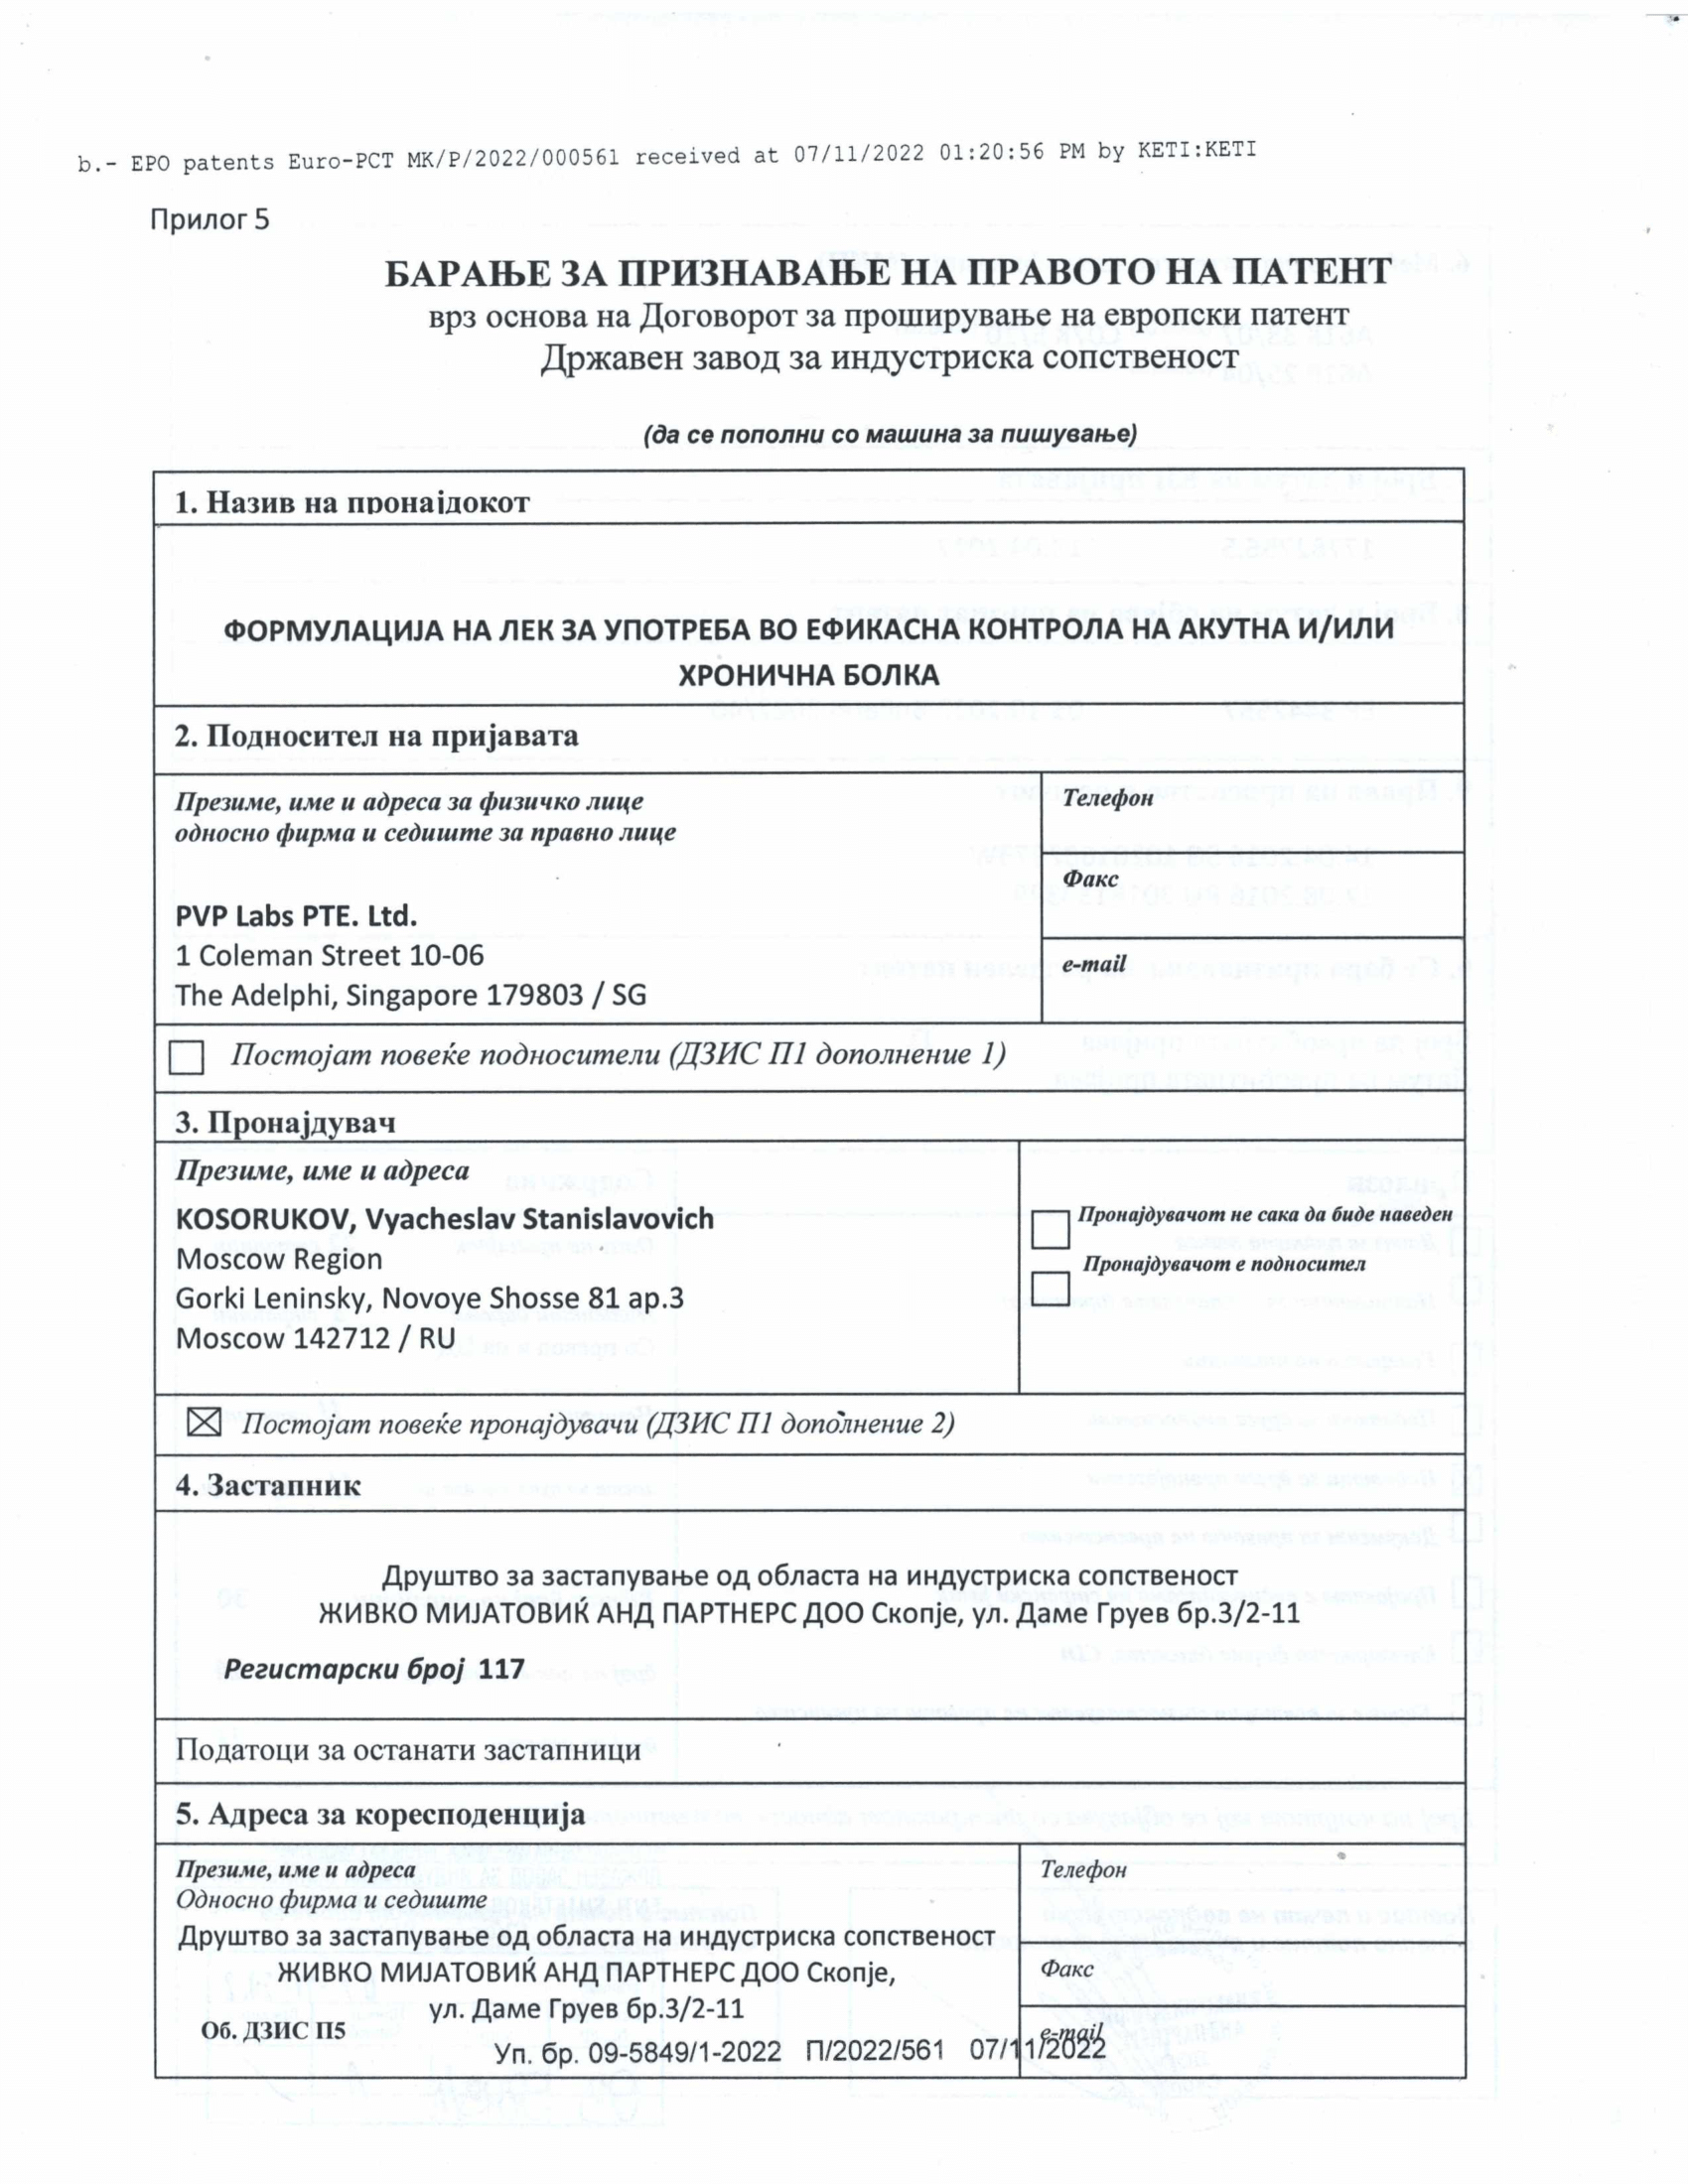 b.- EPO patents Euro-PCT MK/P/2022/000561 received at 07/11/2022 01:20:56 PM by KETI:KETI
Прилог 5
БАРАЊЕ ЗА ПРИЗНАВАЊЕ НА ПРАВОТО НА ПАТЕНТ
врз основа на Договорот за проширување на европски патент
Државен завод за индустриска сопственост
(да се пополни со машина за пишување)
1. Назив на пронајдокот
ФОРМУЛАЦИЈА НА ЛЕК ЗА УПОТРЕБА ВО ЕФИКАСНА КОНТРОЛА НА АКУТНА И/ИЛИ
ХРОНИЧНА БОЛКА
2. Подносител на пријавата
Презиме, име и адреса за физичко лице
односно фирма и седиште за правно лице
Телефон
Факс
PVP Labs PTE. Ltd.
1 Coleman Street 10-06
e-mail
The Adelphi, Singapore 179803 / SG
Постојат повеќе подносители (ДЗИС П1 дополнение 1)
3. Пронајдувач
Презиме, име и адреса
KOSORUKOV, Vyacheslav Stanislavovich
Moscow Region
Gorki Leninsky, Novoye Shosse 81 ap.3
Moscow 142712 / RU
Пронајдувачот не сака да биде наведен
Пронајдувачот е подносител
Постојат повеќе пронајдувачи (ДЗИС П1 дополнение 2)
4. Застапник
Друштво за застапување од областа на индустриска сопственост
ЖИВКО МИЈАТОВИЌ АНД ПАРТНЕРС ДОО Скопје, ул. Даме Груев бр.3/2-11
Регистарски број 117
Податоци за останати застапници
5. Адреса за коресподенција
Презиме, име и адреса
Односно фирма и седиште
Друштво за застапување од областа на индустриска сопственост
ЖИВКО МИЈАТОВИЌ АНД ПАРТНЕРС ДОО Скопје,
ул. Даме Груев бр.3/2-11
Телефон
Факс
e-mail
Об. ДЗИС П5
Уп. бр. 09-5849/1-2022 П/2022/561 07/11/2022